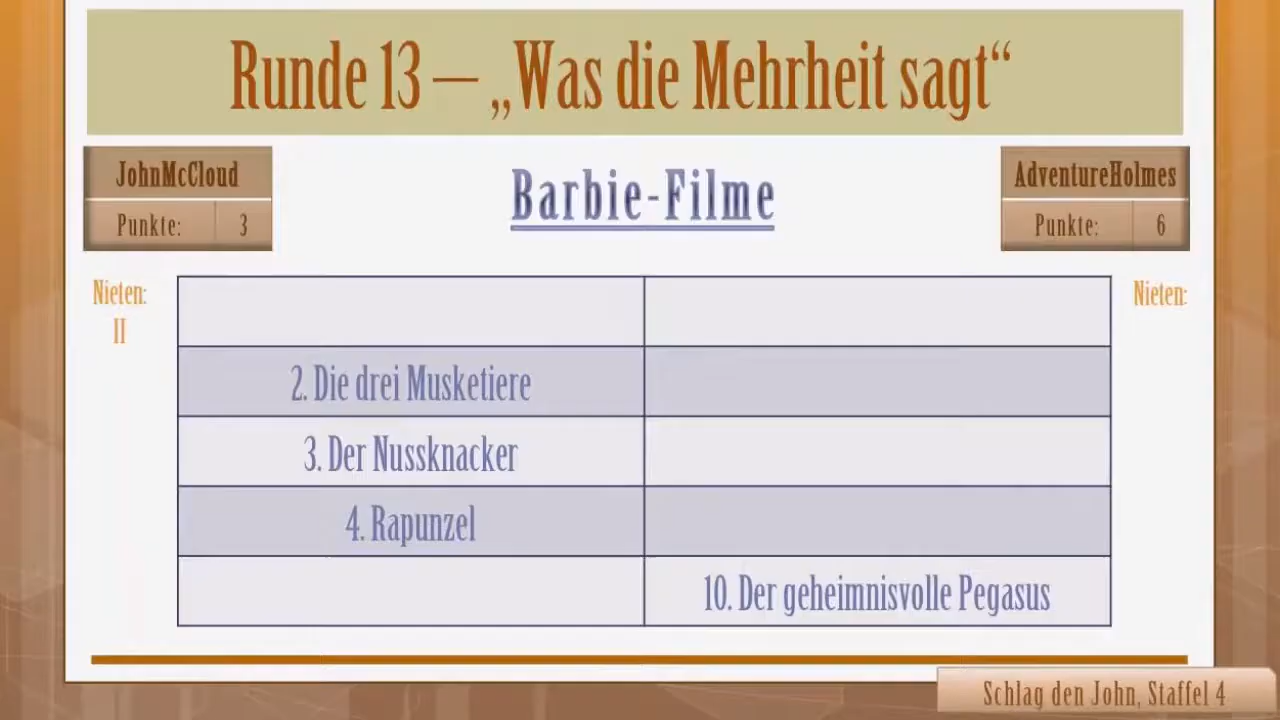 Runde 13 – „Was die Mehrheit sagt“
JohnMcCloud
Punkte: 3
Barbie-Filme
AdventureHolmes
Punkte: 6
Nieten:
II
Nieten:
2. Die drei Musketiere
3. Der Nussknacker
4. Rapunzel
10. Der geheimnisvolle Pegasus
Schlag den John, Staffel 4